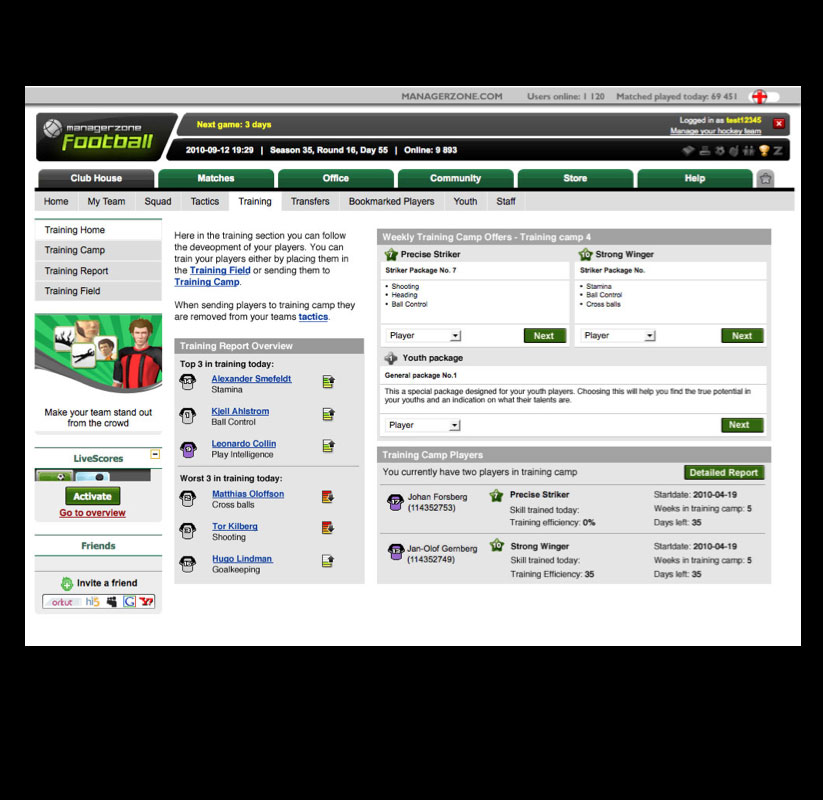 MANAGERZONE.COM Users online: 1 120 Matched played today: 69 451
managerzone
Football
Next game: 3 days
Logged in as test12345
Manage your hockey team
2010-09-12 19:29 | Season 35, Round 16, Day 55 | Online: 9 893
Club House Matches Office Community Store Help
Home My Team Squad Tactics Training Transfers Bookmarked Players Youth Staff
Training Home
Training Camp
Training Report
Training Field
Make your team stand out
from the crowd
LiveScores
Activate
Go to overview
Friends
Invite a friend
orkut hi5 G Y!
Here in the training section you can follow
the deveopment of your players. You can
train your players either by placing them in
the Training Field or sending them to
Training Camp.
When sending players to training camp they
are removed from your teams tactics.
Training Report Overview
Top 3 in training today:
Alexander Smefeldt
Stamina
Kjell Ahlstrom
Ball Control
Leonardo Collin
Play Intelligence
Worst 3 in training today:
Matthias Oloffson
Cross balls
Tor Kilberg
Shooting
Hugo Lindman
Goalkeeping
Weekly Training Camp Offers - Training camp 4
7 Precise Striker
Striker Package No. 7
• Shooting
• Heading
• Ball Control
Player Next
10 Strong Winger
Striker Package No.
• Stamina
• Ball Control
• Cross balls
Player Next
Youth package
General package No.1
This a special package designed for your youth players. Choosing this will help you find the true potential in
your youths and an indication on what their talents are.
Player Next
Training Camp Players
You currently have two players in training camp Detailed Report
Johan Forsberg
(114352753)
7 Precise Striker
Skill trained today:
Training efficiency: 0%
Startdate: 2010-04-19
Weeks in training camp: 5
Days left: 35
Jan-Olof Gernberg
(114352749)
10 Strong Winger
Skill trained today:
Training Efficiency: 35
Startdate: 2010-04-19
Weeks in training camp: 5
Days left: 35